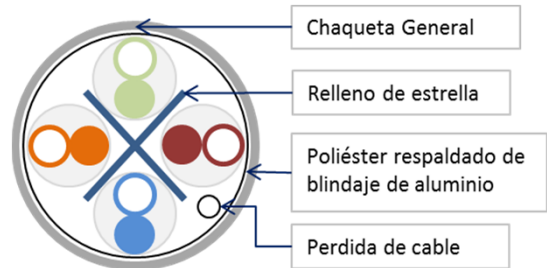 Chaqueta General
Relleno de estrella
Poliéster respaldado de
blindaje de aluminio
Perdida de cable